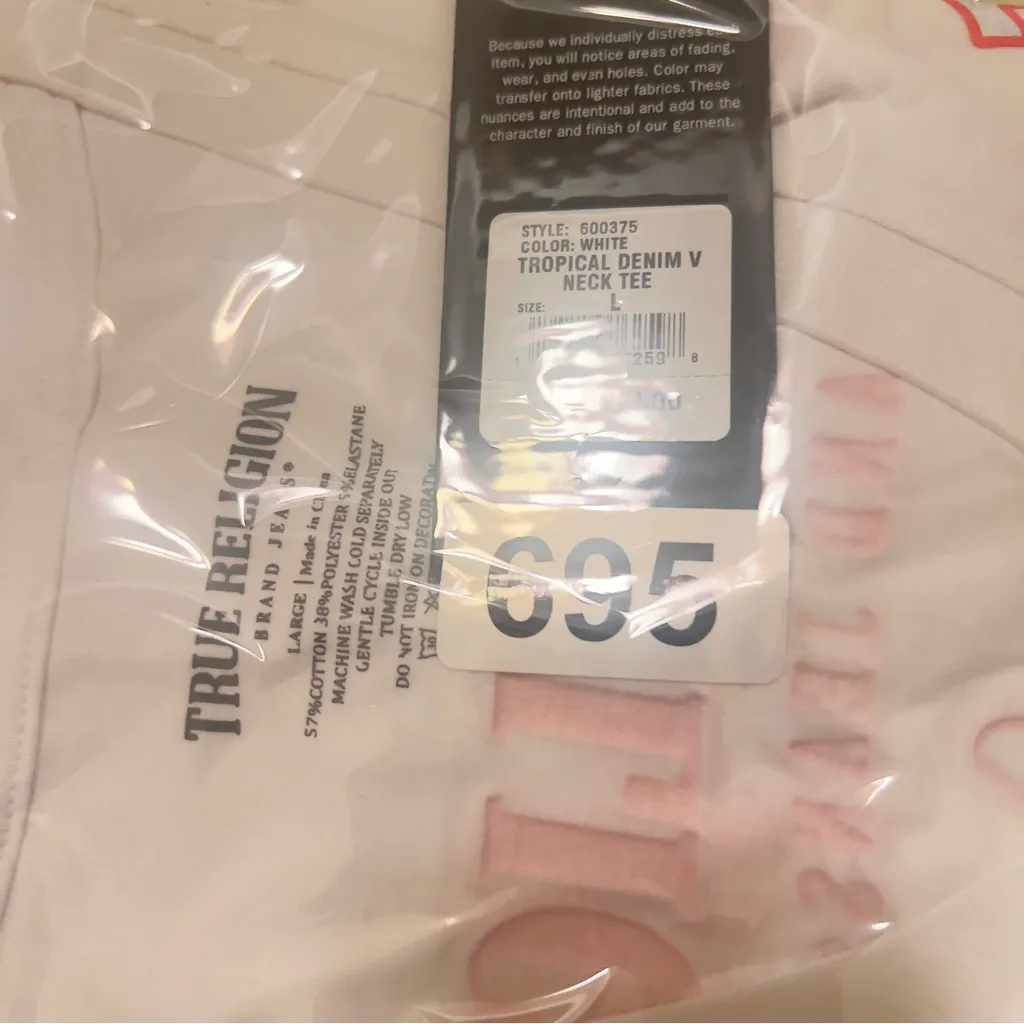 Because we individually distress each
item, you will notice areas of fading,
wear, and even holes. Color may
transfer onto lighter fabrics. These
nuances are intentional and add to the
character and finish of our garment.
STYLE: 600375
COLOR: WHITE
TROPICAL DENIM V
NECK TEE
SIZE: L
1 259 8
695
TRUE RELIGION
BRAND JEANS®
LARGE | Made in China
57%COTTON 38%POLYESTER 5%ELASTANE
MACHINE WASH COLD SEPARATELY
GENTLE CYCLE INSIDE OUT
TUMBLE DRY LOW
DO NOT IRON ON